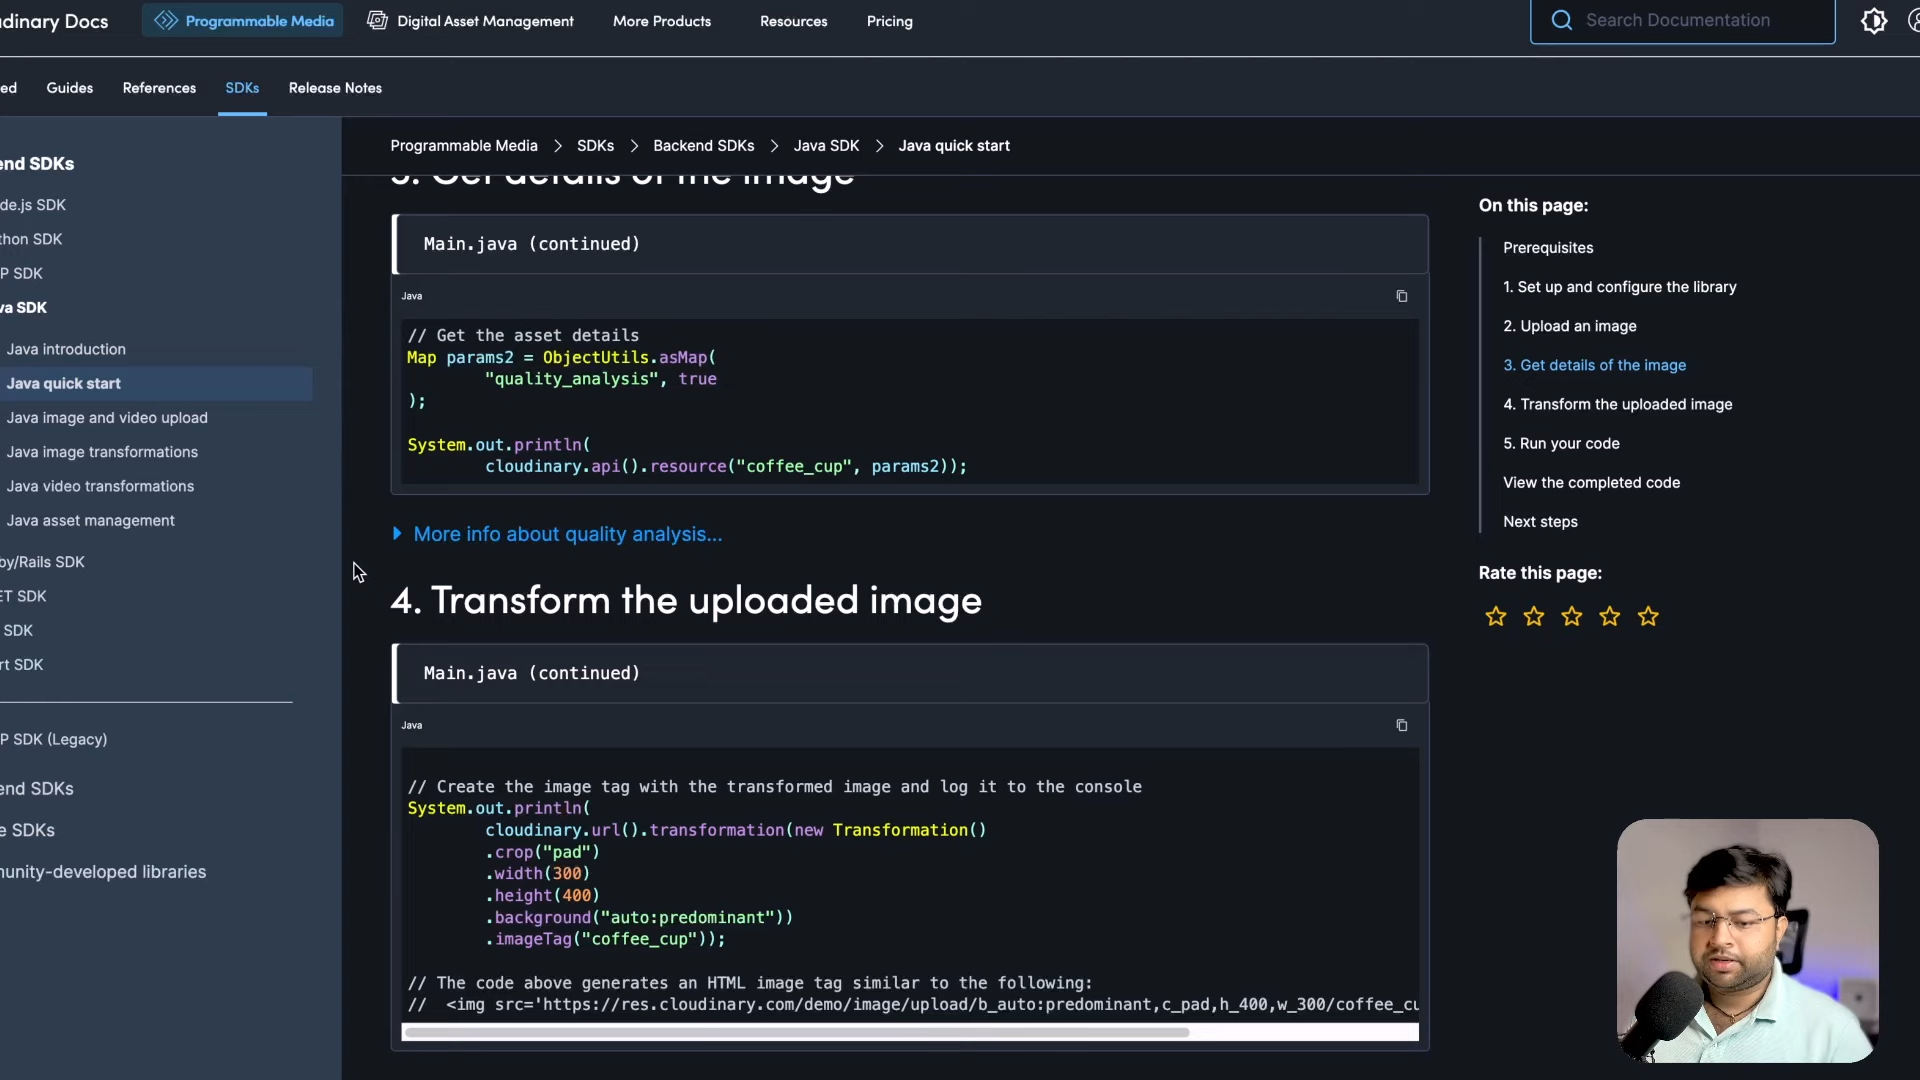 dinary Docs
Programmable Media
Digital Asset Management
More Products
Resources
Pricing
Search Documentation
ed
Guides
References
SDKs
Release Notes
Programmable Media > SDKs > Backend SDKs > Java SDK > Java quick start
end SDKs
de.js SDK
thon SDK
P SDK
va SDK
Java introduction
Java quick start
Java image and video upload
Java image transformations
Java video transformations
Java asset management
by/Rails SDK
ET SDK
SDK
rt SDK
P SDK (Legacy)
end SDKs
e SDKs
munity-developed libraries
3. Get details of the image
Main.java (continued)
Java
// Get the asset details
Map params2 = ObjectUtils.asMap(
"quality_analysis", true
);
System.out.println(
cloudinary.api().resource("coffee_cup", params2));
More info about quality analysis...
4. Transform the uploaded image
Main.java (continued)
Java
// Create the image tag with the transformed image and log it to the console
System.out.println(
cloudinary.url().transformation(new Transformation()
.crop("pad")
.width(300)
.height(400)
.background("auto:predominant"))
.imageTag("coffee_cup"));
// The code above generates an HTML image tag similar to the following:
// <img src='https://res.cloudinary.com/demo/image/upload/b_auto:predominant,c_pad,h_400,w_300/coffee_cu
On this page:
Prerequisites
1. Set up and configure the library
2. Upload an image
3. Get details of the image
4. Transform the uploaded image
5. Run your code
View the completed code
Next steps
Rate this page: